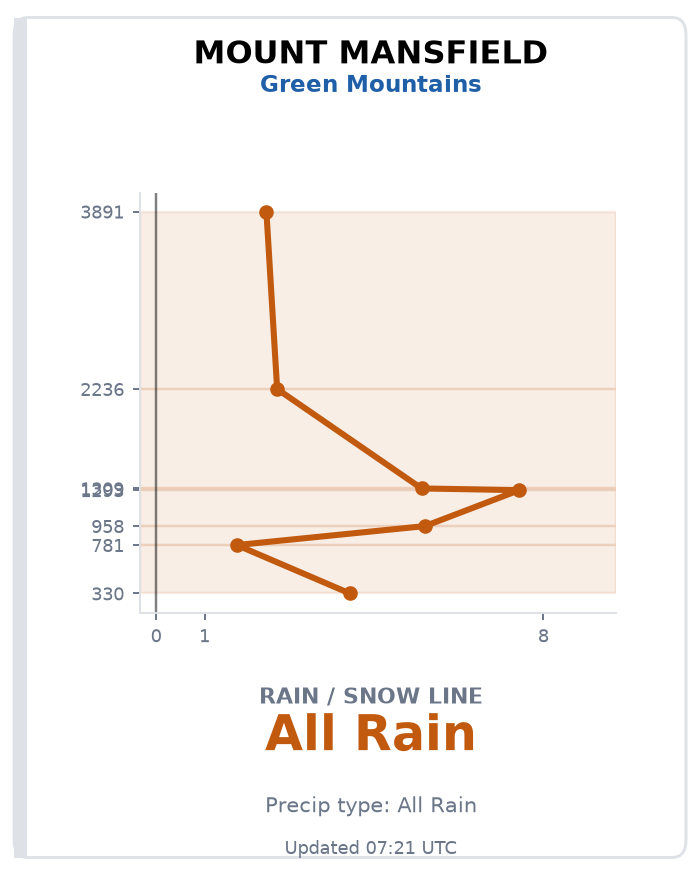 MOUNT MANSFIELD
Green Mountains
3891
2236
958
781
330
0 1 8
RAIN / SNOW LINE
All Rain
Precip type: All Rain
Updated 07:21 UTC